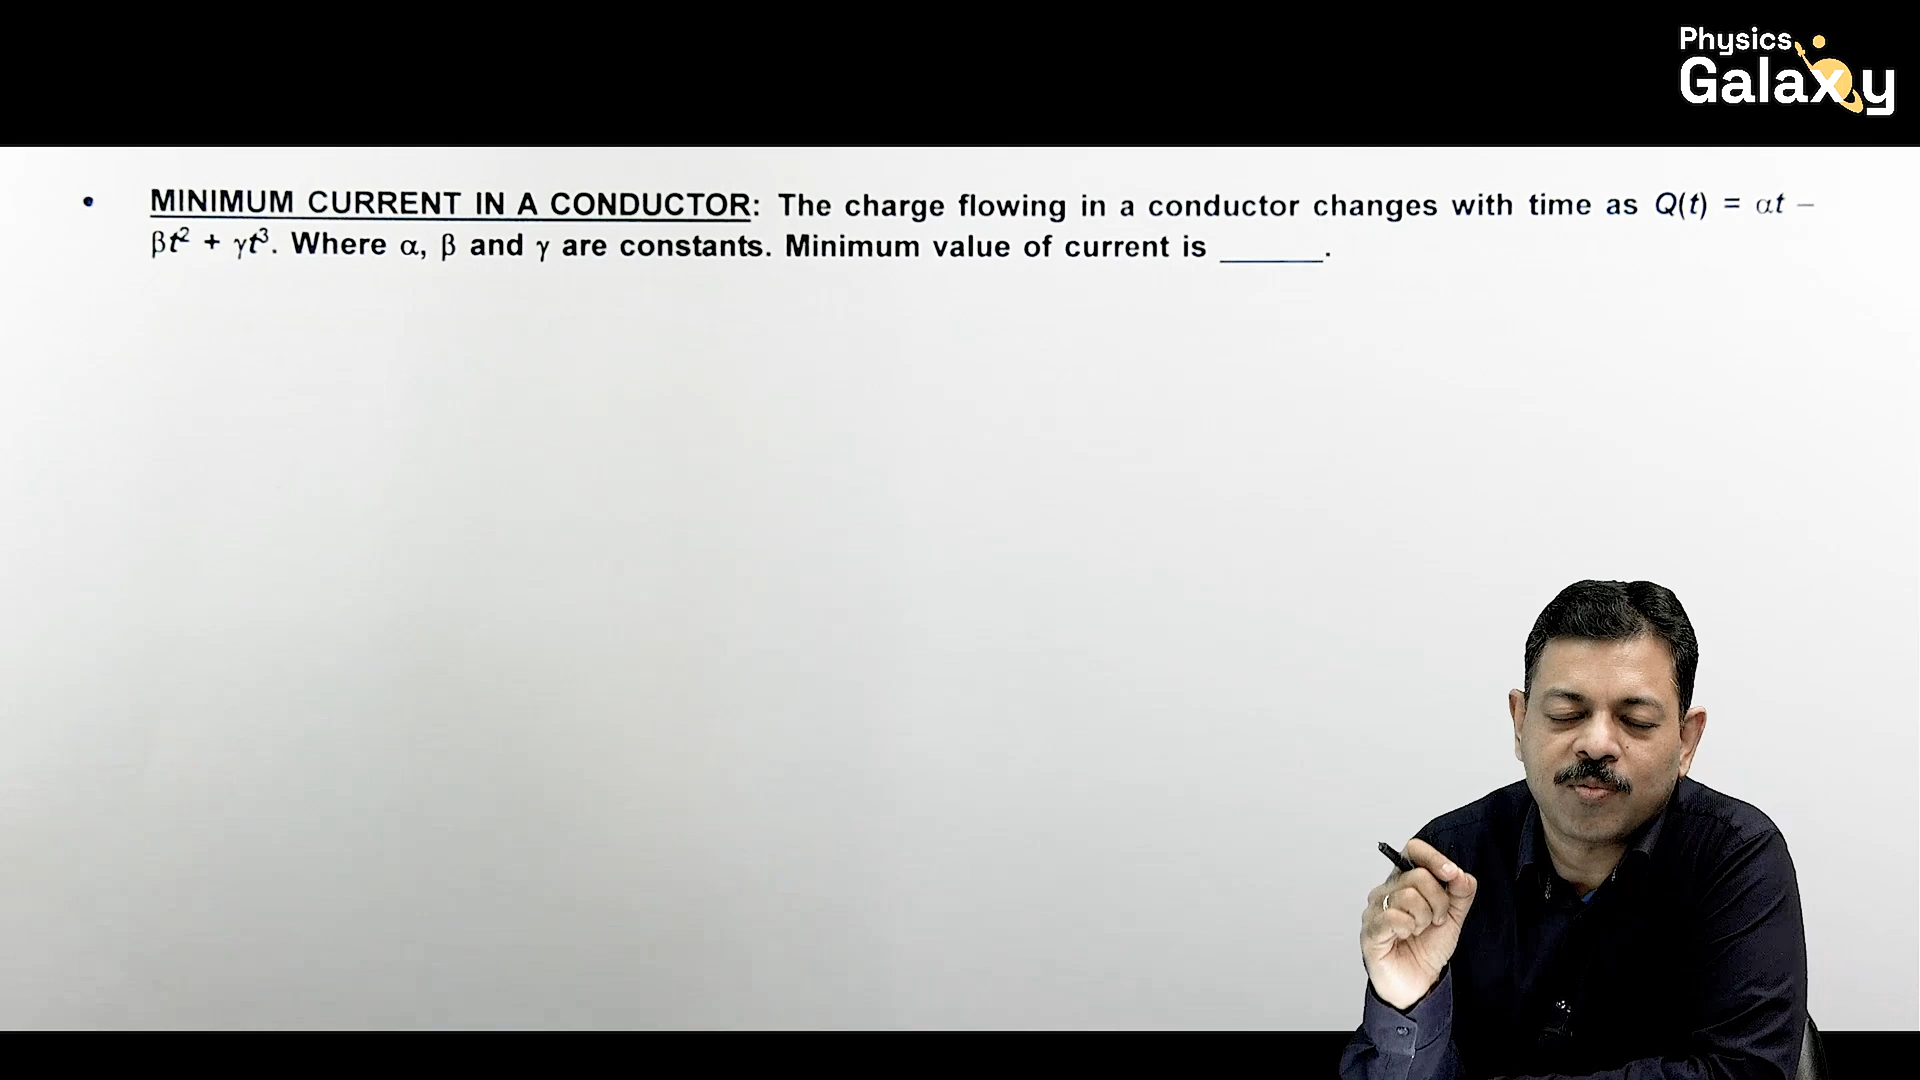 Physics
Galaxy
• MINIMUM CURRENT IN A CONDUCTOR: The charge flowing in a conductor changes with time as Q(t) = αt –
βt² + γt³. Where α, β and γ are constants. Minimum value of current is ______.